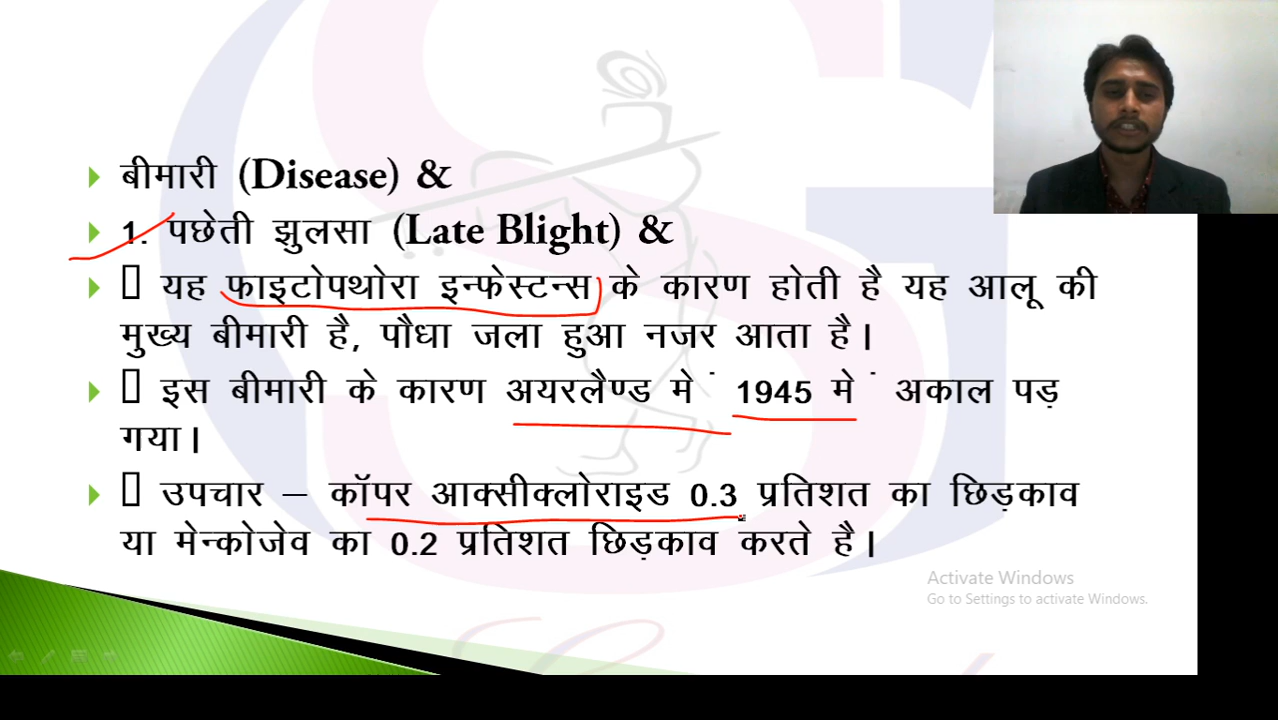 बीमारी (Disease) &
1. पछेती झुलसा (Late Blight) &
यह फाइटोपथोरा इन्फेस्टन्स के कारण होती है यह आलू की
मुख्य बीमारी है, पौधा जला हुआ नजर आता है।
इस बीमारी के कारण अयरलैण्ड में 1945 में अकाल पड़
गया।
उपचार – कॉपर आक्सीक्लोराइड 0.3 प्रतिशत का छिड़काव
या मेन्कोजेव का 0.2 प्रतिशत छिड़काव करते है।
Activate Windows
Go to Settings to activate Windows.